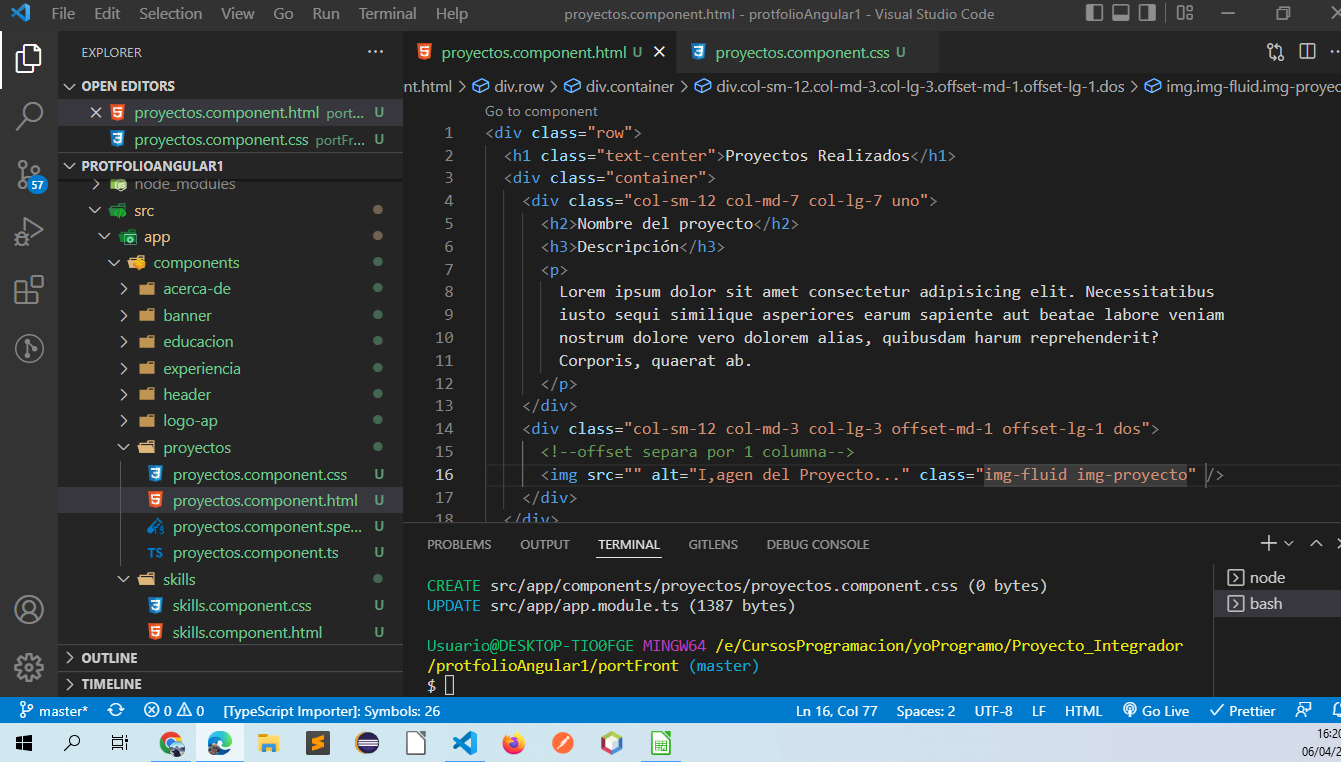 File Edit Selection View Go Run Terminal Help proyectos.component.html - protfolioAngular1 - Visual Studio Code
EXPLORER
OPEN EDITORS
proyectos.component.html port... U
proyectos.component.css portFr... U
PROTFOLIOANGULAR1
node_modules
src
app
components
acerca-de
banner
educacion
experiencia
header
logo-ap
proyectos
proyectos.component.css U
proyectos.component.html U
proyectos.component.spe... U
TS proyectos.component.ts U
skills
skills.component.css U
skills.component.html U
OUTLINE
TIMELINE
57
proyectos.component.html U
proyectos.component.css U
nt.html > div.row > div.container > div.col-sm-12.col-md-3.col-lg-3.offset-md-1.offset-lg-1.dos > img.img-fluid.img-proyec
Go to component
1 <div class="row">
2 <h1 class="text-center">Proyectos Realizados</h1>
3 <div class="container">
4 <div class="col-sm-12 col-md-7 col-lg-7 uno">
5 <h2>Nombre del proyecto</h2>
6 <h3>Descripción</h3>
7 <p>
8 Lorem ipsum dolor sit amet consectetur adipisicing elit. Necessitatibus
9 iusto sequi similique asperiores earum sapiente aut beatae labore veniam
10 nostrum dolore vero dolorem alias, quibusdam harum reprehenderit?
11 Corporis, quaerat ab.
12 </p>
13 </div>
14 <div class="col-sm-12 col-md-3 col-lg-3 offset-md-1 offset-lg-1 dos">
15 <!--offset separa por 1 columna-->
16 <img src="" alt="I,agen del Proyecto..." class="img-fluid img-proyecto" />
17 </div>
18 </div>
PROBLEMS OUTPUT TERMINAL GITLENS DEBUG CONSOLE
CREATE src/app/components/proyectos/proyectos.component.css (0 bytes)
UPDATE src/app/app.module.ts (1387 bytes)
Usuario@DESKTOP-TIO0FGE MINGW64 /e/CursosProgramacion/yoProgramo/Proyecto_Integrador
/protfolioAngular1/portFront (master)
$
node
bash
master* 0 0 [TypeScript Importer]: Symbols: 26 Ln 16, Col 77 Spaces: 2 UTF-8 LF HTML Go Live Prettier
16:20
06/04/2